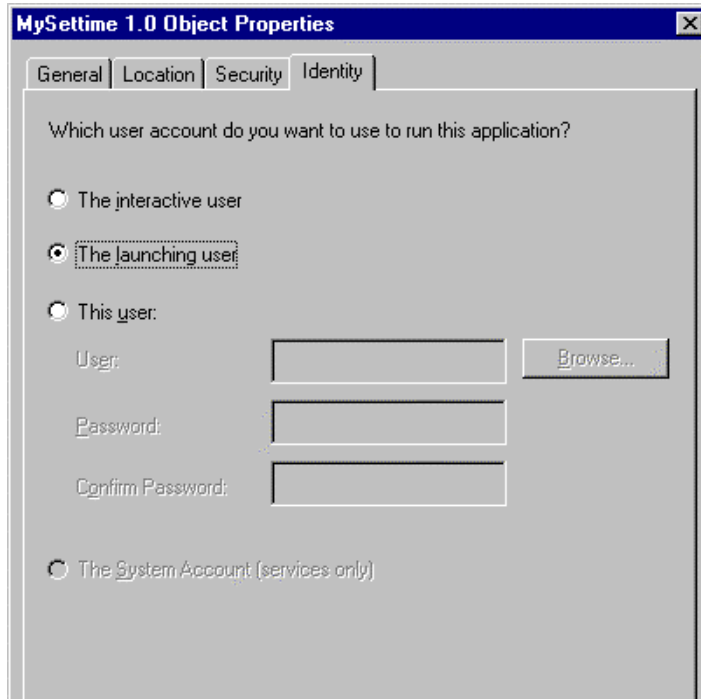 MySettime 1.0 Object Properties
General Location Security Identity
Which user account do you want to use to run this application?
The interactive user
The launching user
This user:
User:
Browse...
Password:
Confirm Password:
The System Account (services only)